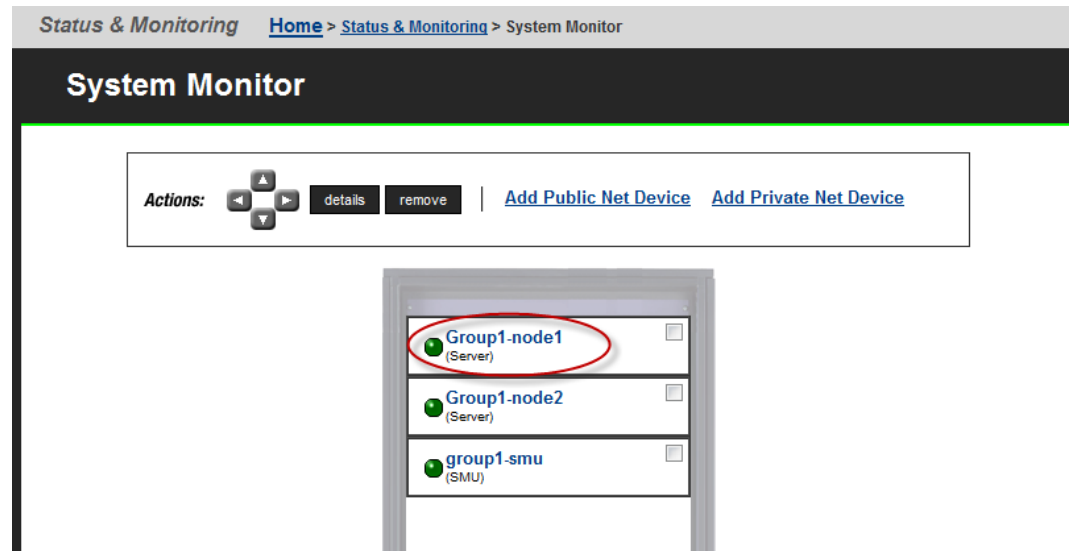 Status & Monitoring Home > Status & Monitoring > System Monitor
System Monitor
Actions: details remove | Add Public Net Device Add Private Net Device
Group1-node1
(Server)
Group1-node2
(Server)
group1-smu
(SMU)